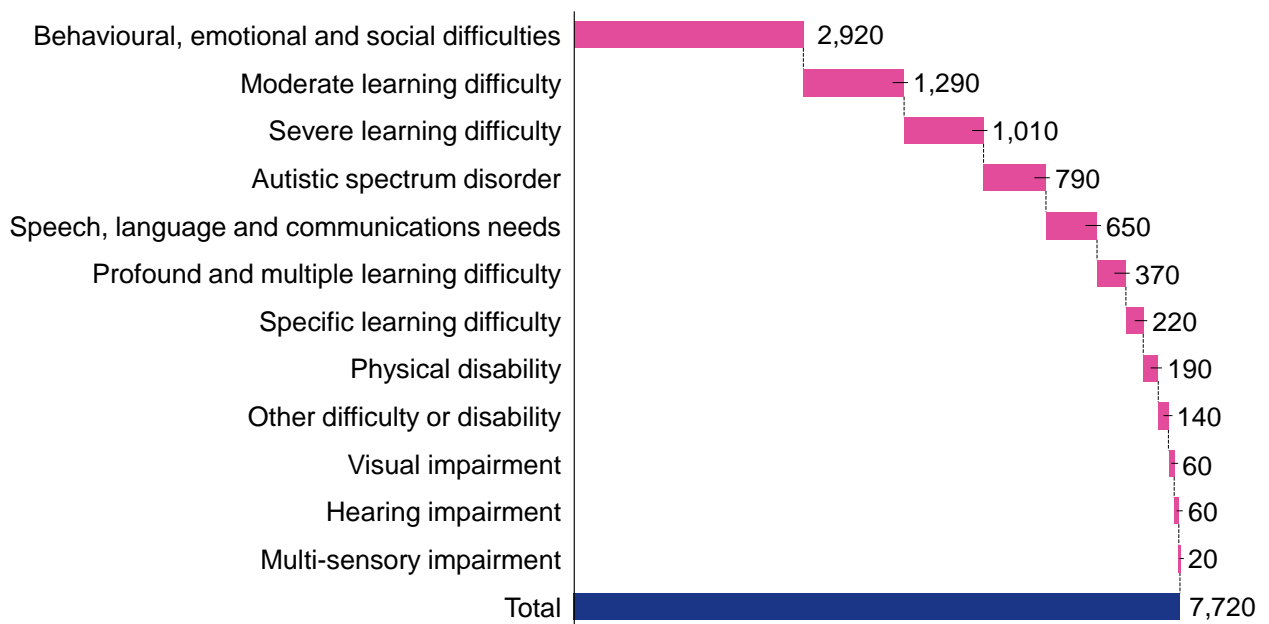 Behavioural, emotional and social difficulties 2,920
Moderate learning difficulty 1,290
Severe learning difficulty 1,010
Autistic spectrum disorder 790
Speech, language and communications needs 650
Profound and multiple learning difficulty 370
Specific learning difficulty 220
Physical disability 190
Other difficulty or disability 140
Visual impairment 60
Hearing impairment 60
Multi-sensory impairment 20
Total 7,720